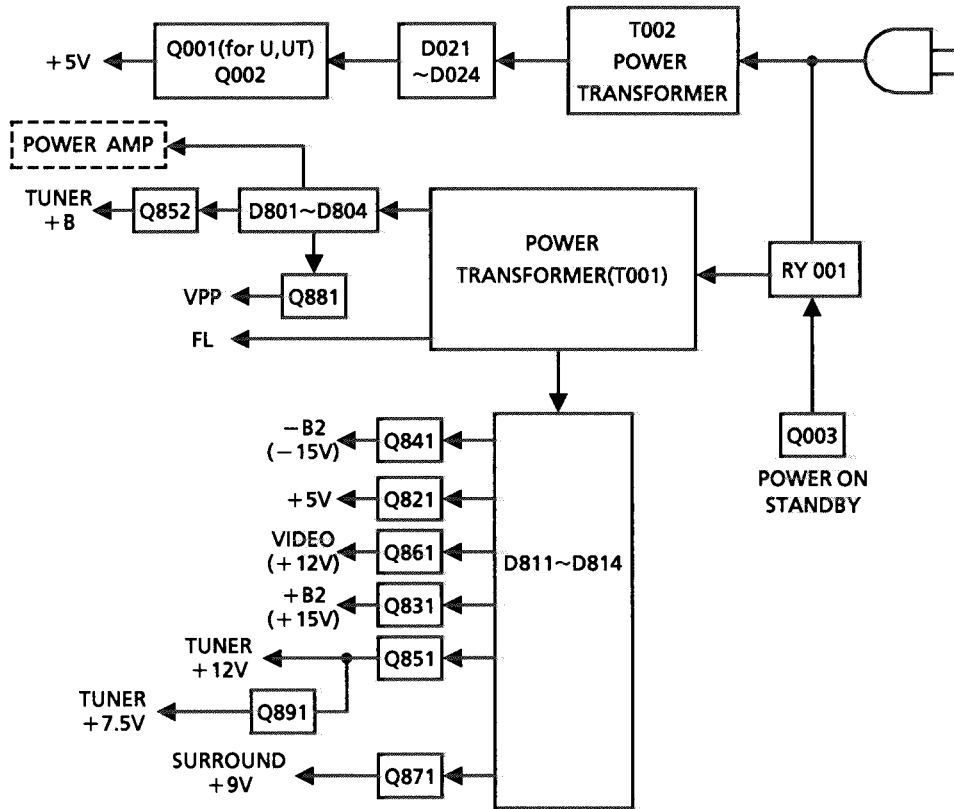 T002
POWER
TRANSFORMER
D021
~D024
Q001(for U,UT)
Q002
+5V
POWER AMP
TUNER
+B
Q852
D801~D804
POWER
TRANSFORMER(T001)
RY 001
VPP
Q881
FL
Q003
POWER ON
STANDBY
−B2
(−15V)
Q841
+5V
Q821
VIDEO
(+12V)
Q861
D811~D814
+B2
(+15V)
Q831
TUNER
+12V
Q851
TUNER
+7.5V
Q891
SURROUND
+9V
Q871